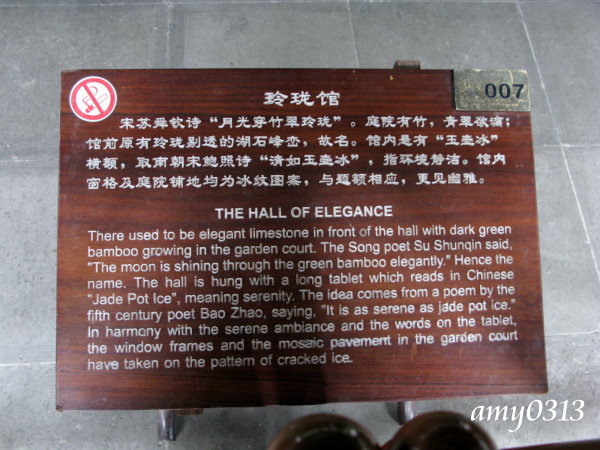 007
玲珑馆
宋苏舜钦诗“月光穿竹翠玲珑”。庭院有竹，青翠欲滴；
馆前原有玲珑剔透的湖石峰峦，故名。馆内悬有“玉壶冰”
横额，取南朝宋鲍照诗“清如玉壶冰”，指环境静洁。馆内
窗格及庭院铺地均为冰纹图案，与题额相应，更见幽雅。
THE HALL OF ELEGANCE
There used to be elegant limestone in front of the hall with dark green
bamboo growing in the garden court. The Song poet Su Shunqin said,
"The moon is shining through the green bamboo elegantly." Hence the
name. The hall is hung with a long tablet which reads in Chinese
"Jade Pot Ice", meaning serenity. The idea comes from a poem by the
fifth century poet Bao Zhao, saying, "It is as serene as jade pot ice."
In harmony with the serene ambiance and the words on the tablet,
the window frames and the mosaic pavement in the garden court
have taken on the pattern of cracked ice.
amy0313